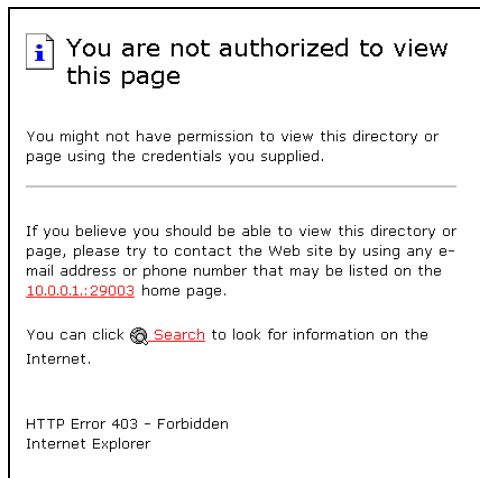 You are not authorized to view
this page
You might not have permission to view this directory or
page using the credentials you supplied.
If you believe you should be able to view this directory or
page, please try to contact the Web site by using any e-
mail address or phone number that may be listed on the
10.0.0.1.:29003 home page.
You can click Search to look for information on the
Internet.
HTTP Error 403 – Forbidden
Internet Explorer